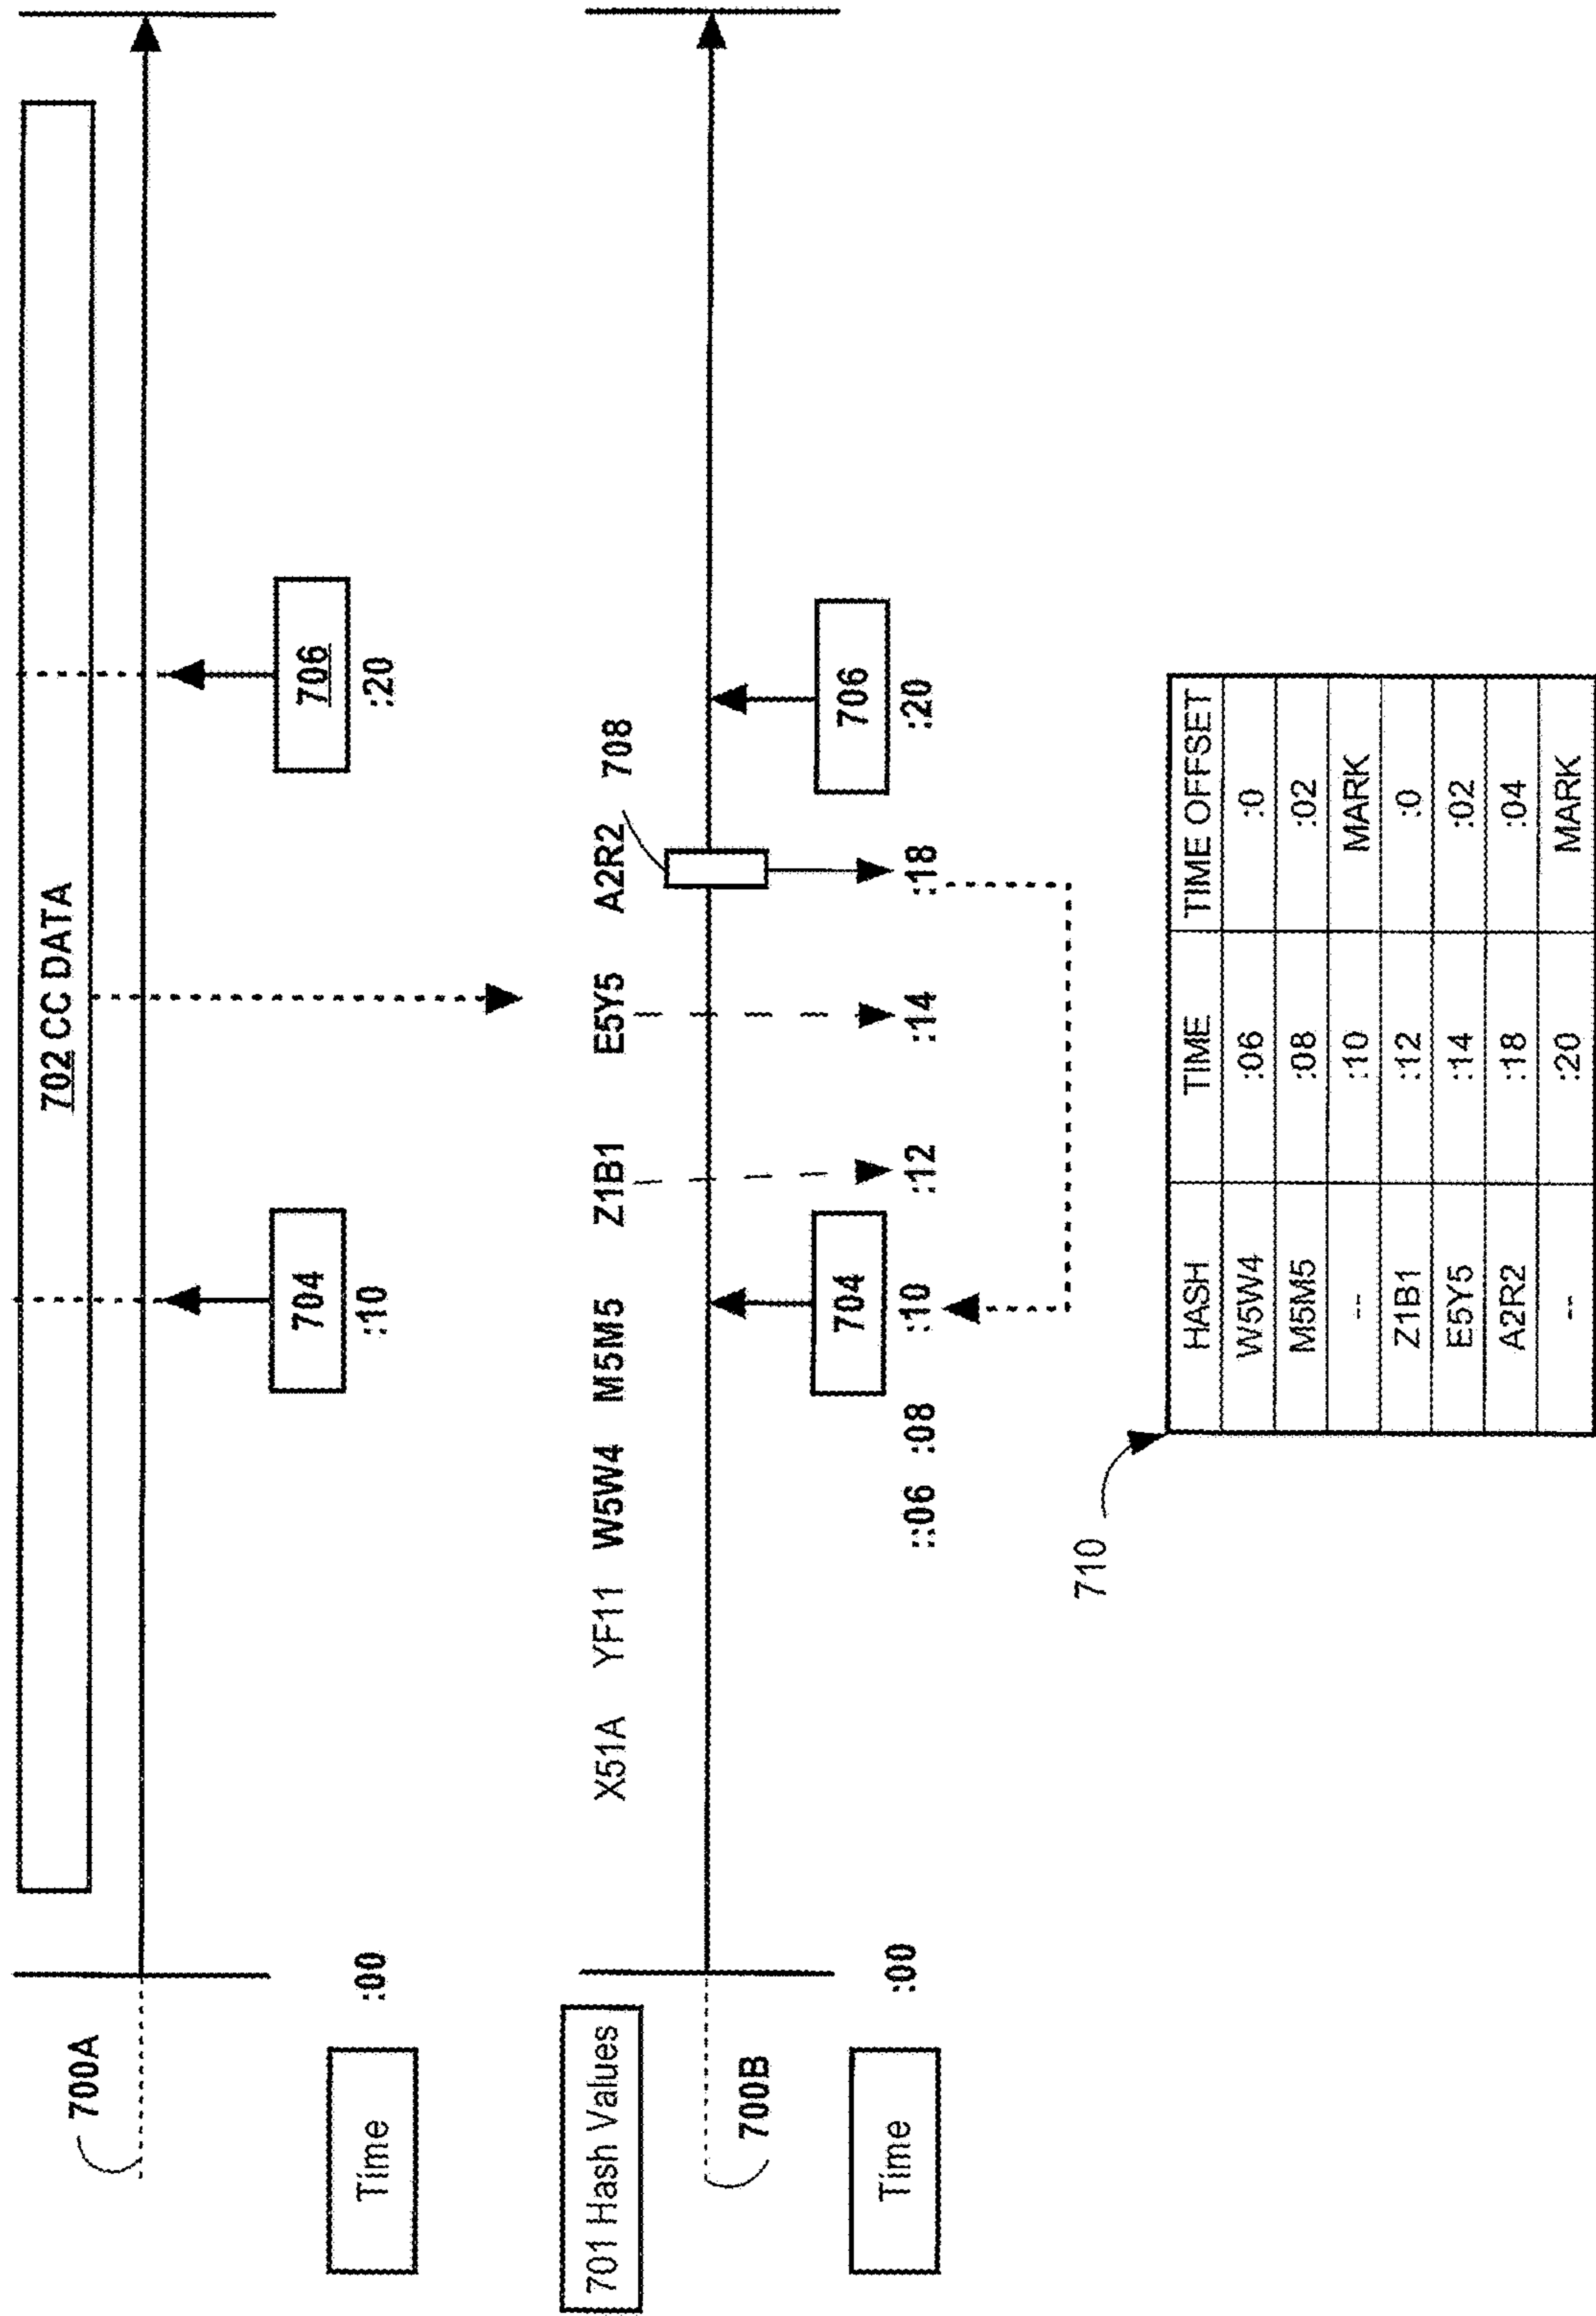 700A
702 CC DATA
704
:10
706
:20
Time
:00
701 Hash Values
X51A YF11 W5W4 M5M5 Z1B1 E5Y5 A2R2 708
700B
704
706
Time
:00
::06 :08 :10 :12 :14 :18 :20
710
HASH TIME TIME OFFSET
W5W4 :06 :0
M5M5 :08 :02
-- :10 MARK
Z1B1 :12 :0
E5Y5 :14 :02
A2R2 :18 :04
-- :20 MARK